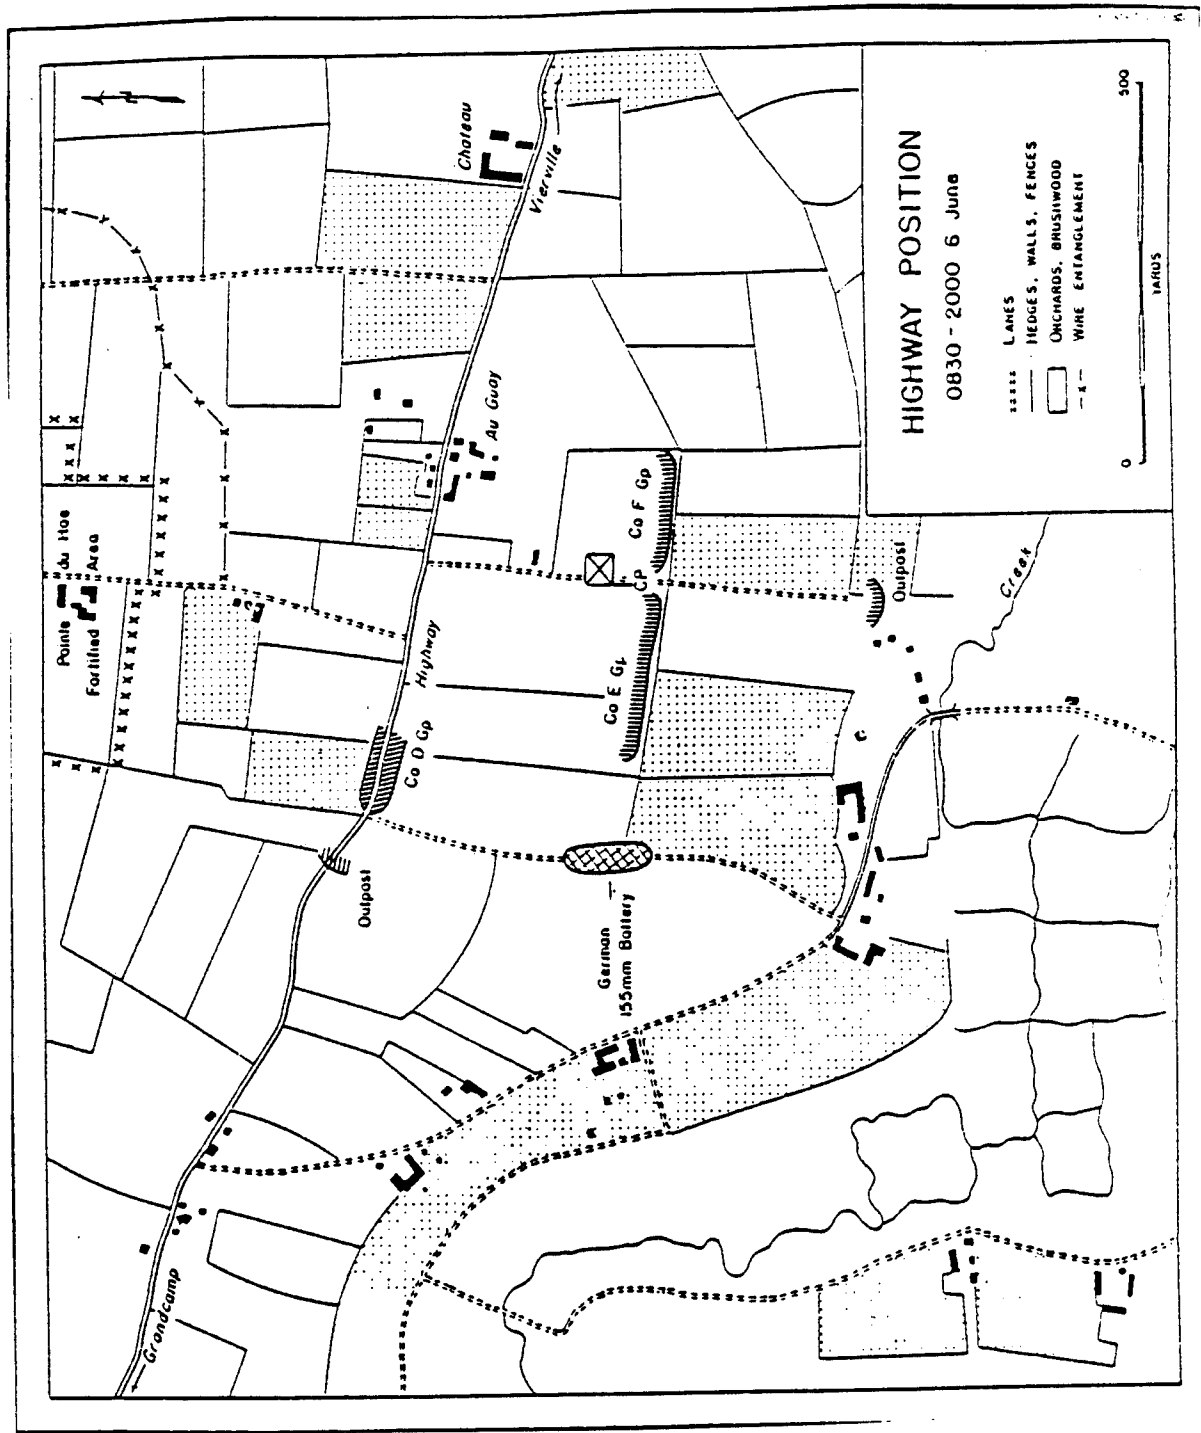 Pointe du Hoe
Fortified Area
Chateau
Vierville
Au Guay
Highway
Co D Gp
Outpost
Grandcamp
Co E Gp
Co F Gp
CP
German
155mm Battery
Outpost
Creek
HIGHWAY POSITION
0830 - 2000 6 June
LANES
HEDGES, WALLS, FENCES
ORCHARDS, BRUSHWOOD
WIRE ENTANGLEMENT
0 500
YARDS